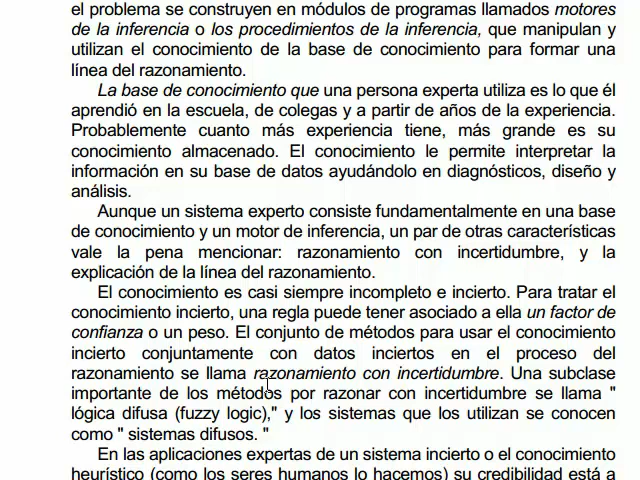 el problema se construyen en módulos de programas llamados motores
de la inferencia o los procedimientos de la inferencia, que manipulan y
utilizan el conocimiento de la base de conocimiento para formar una
línea del razonamiento.
La base de conocimiento que una persona experta utiliza es lo que él
aprendió en la escuela, de colegas y a partir de años de la experiencia.
Probablemente cuanto más experiencia tiene, más grande es su
conocimiento almacenado. El conocimiento le permite interpretar la
información en su base de datos ayudándolo en diagnósticos, diseño y
análisis.
Aunque un sistema experto consiste fundamentalmente en una base
de conocimiento y un motor de inferencia, un par de otras características
vale la pena mencionar: razonamiento con incertidumbre, y la
explicación de la línea del razonamiento.
El conocimiento es casi siempre incompleto e incierto. Para tratar el
conocimiento incierto, una regla puede tener asociado a ella un factor de
confianza o un peso. El conjunto de métodos para usar el conocimiento
incierto conjuntamente con datos inciertos en el proceso del
razonamiento se llama razonamiento con incertidumbre. Una subclase
importante de los métodos por razonar con incertidumbre se llama "
lógica difusa (fuzzy logic)," y los sistemas que los utilizan se conocen
como " sistemas difusos. "
En las aplicaciones expertas de un sistema incierto o el conocimiento
heurístico (como los seres humanos lo hacemos) su credibilidad está a